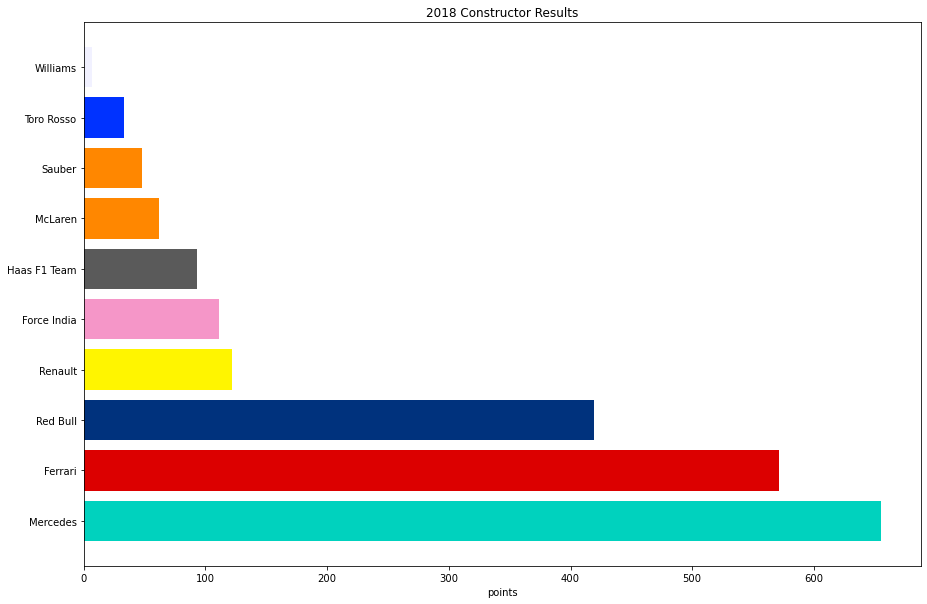 2018 Constructor Results
Williams
Toro Rosso
Sauber
McLaren
Haas F1 Team
Force India
Renault
Red Bull
Ferrari
Mercedes
0 100 200 300 400 500 600
points